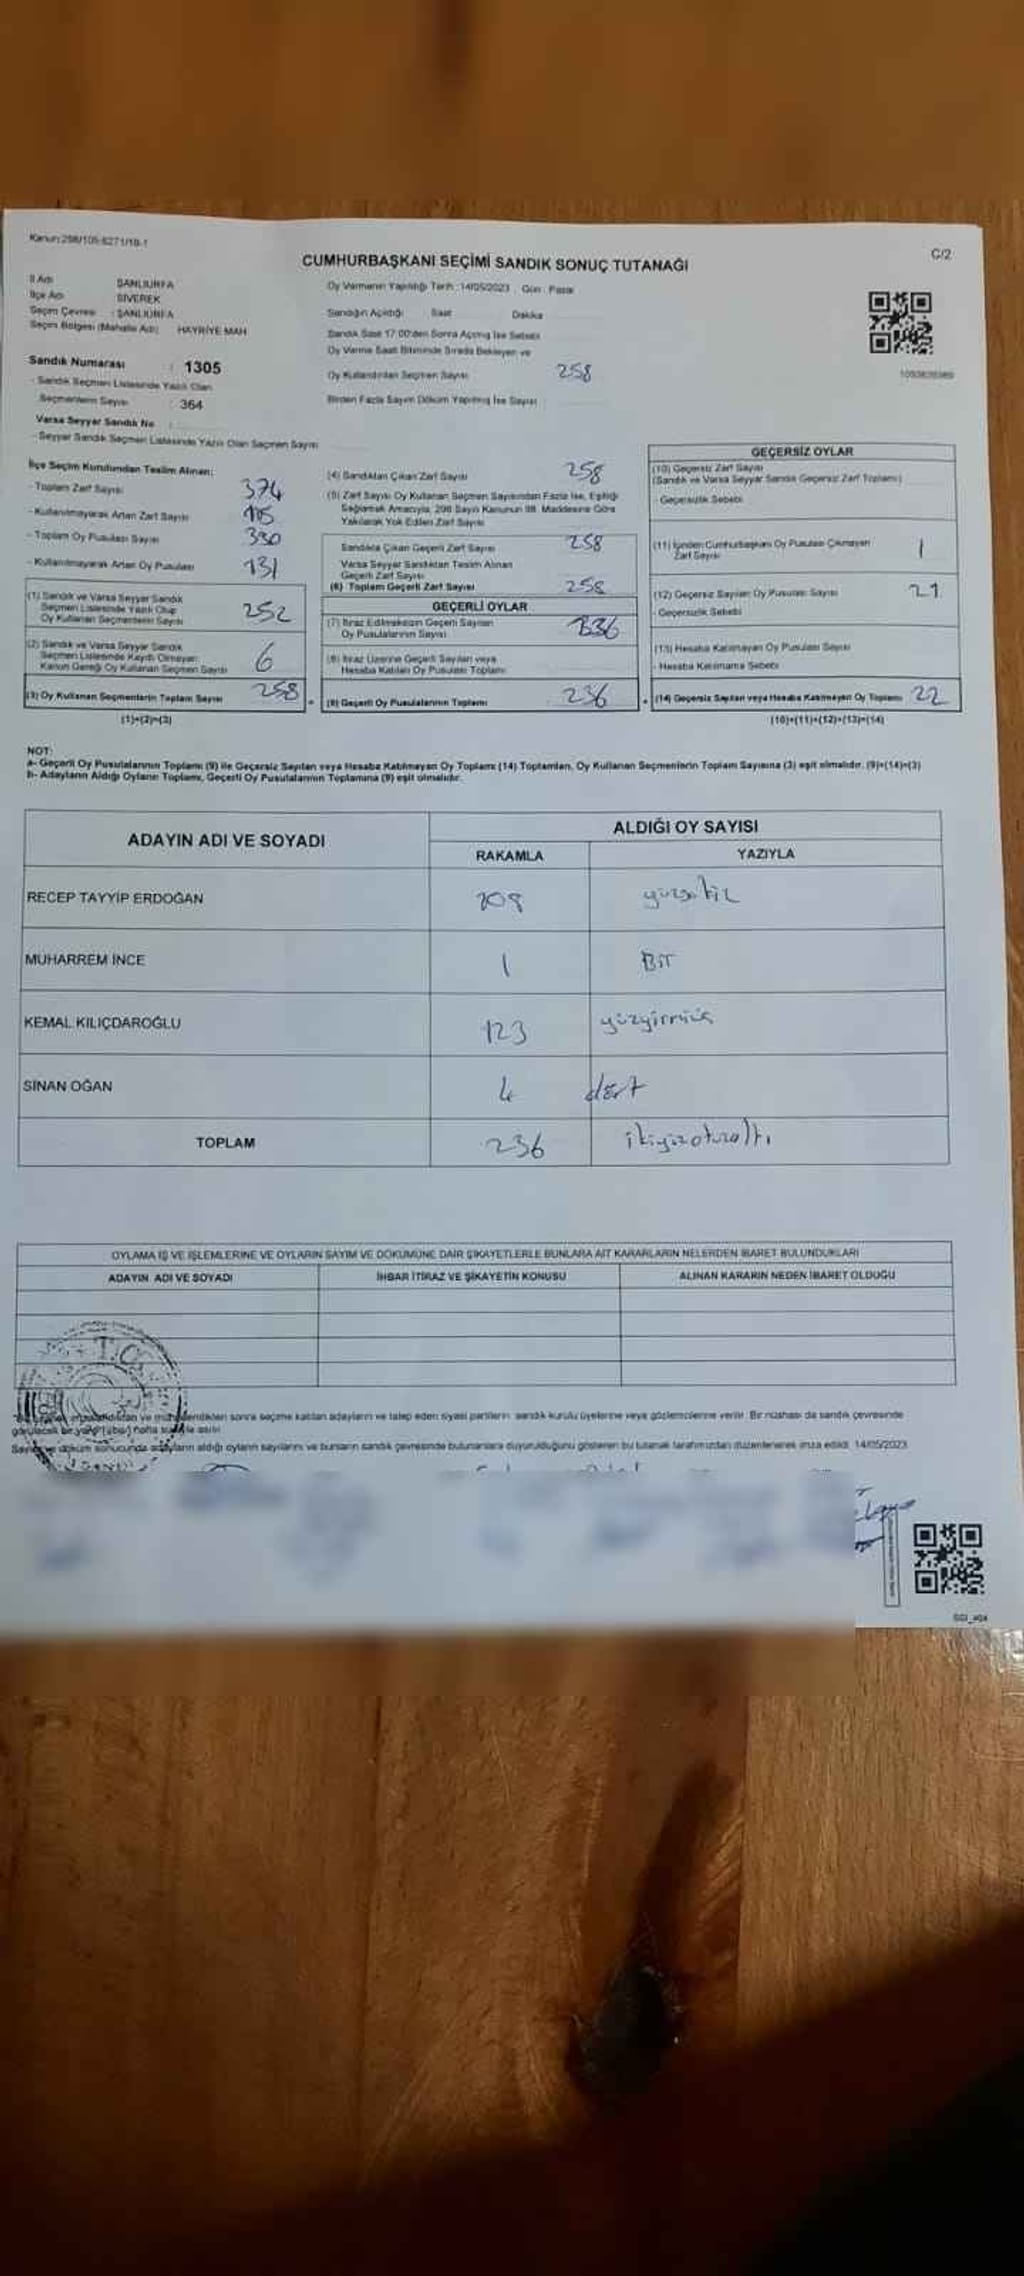 Kanun:298/105-6271/18-1
C/2
CUMHURBAŞKANI SEÇİMİ SANDIK SONUÇ TUTANAĞI
İl Adı : ŞANLIURFA
İlçe Adı : SİVEREK
Seçim Çevresi : ŞANLIURFA
Seçim Bölgesi (Mahalle Adı) : HAYRİYE MAH
Sandık Numarası : 1305
- Sandık Seçmen Listesinde Yazılı Olan
Seçmenlerin Sayısı : 364
Varsa Seyyar Sandık No :
- Seyyar Sandık Seçmen Listesinde Yazılı Olan Seçmen Sayısı
Oy Vermenin Yapıldığı Tarih :14/05/2023 Gün : Pazar
Sandığın Açıldığı Saat Dakika
Sandık Saat 17:00'den Sonra Açılmış İse Sebebi
Oy Verme Saati Bitiminde Sırada Bekleyen ve
Oy Kullandırılan Seçmen Sayısı 258
Birden Fazla Sayım Döküm Yapılmış İse Sayısı :
İlçe Seçim Kurulundan Teslim Alınan:
- Toplam Zarf Sayısı 374
- Kullanılmayarak Artan Zarf Sayısı
- Toplam Oy Pusulası Sayısı
- Kullanılmayarak Artan Oy Pusulası 131
(1) Sandık ve Varsa Seyyar Sandık
Seçmen Listesinde Yazılı Olup
Oy Kullanan Seçmenlerin Sayısı 252
(2) Sandık ve Varsa Seyyar Sandık
Seçmen Listesinde Kaydı Olmayan
Kanun Gereği Oy Kullanan Seçmen Sayısı 6
(3) Oy Kullanan Seçmenlerin Toplam Sayısı 258
(1)+(2)=(3)
(4) Sandıktan Çıkan Zarf Sayısı 258
(5) Zarf Sayısı Oy Kullanan Seçmen Sayısından Fazla İse, Eşitliği
Sağlamak Amacıyla, 298 Sayılı Kanunun 98. Maddesine Göre
Yakılarak Yok Edilen Zarf Sayısı
Sandıkta Çıkan Geçerli Zarf Sayısı 258
Varsa Seyyar Sandıktan Teslim Alınan
Geçerli Zarf Sayısı
(6) Toplam Geçerli Zarf Sayısı 258
GEÇERLİ OYLAR
(7) İtiraz Edilmeksizin Geçerli Sayılan
Oy Pusulalarının Sayısı 236
(8) İtiraz Üzerine Geçerli Sayılan veya
Hesaba Katılan Oy Pusulası Toplamı
(9) Geçerli Oy Pusulalarının Toplamı 236
GEÇERSİZ OYLAR
(10) Geçersiz Zarf Sayısı
(Sandık ve Varsa Seyyar Sandık Geçersiz Zarf Toplamı)
- Geçersizlik Sebebi
(11) İçinden Cumhurbaşkanı Oy Pusulası Çıkmayan
Zarf Sayısı 1
(12) Geçersiz Sayılan Oy Pusulası Sayısı 21
- Geçersizlik Sebebi
(13) Hesaba Katılmayan Oy Pusulası Sayısı
- Hesaba Katılmama Sebebi
(14) Geçersiz Sayılan veya Hesaba Katılmayan Oy Toplamı 22
(10)+(11)+(12)+(13)=(14)
NOT:
a- Geçerli Oy Pusulalarının Toplamı (9) ile Geçersiz Sayılan veya Hesaba Katılmayan Oy Toplamı (14) Toplamları, Oy Kullanan Seçmenlerin Toplam Sayısına (3) eşit olmalıdır. (9)+(14)=(3)
b- Adayların Aldığı Oyların Toplamı, Geçerli Oy Pusulalarının Toplamına (9) eşit olmalıdır.
ADAYIN ADI VE SOYADI
ALDIĞI OY SAYISI
RAKAMLA YAZIYLA
RECEP TAYYİP ERDOĞAN 108 yüzsekiz
MUHARREM İNCE 1 Bir
KEMAL KILIÇDAROĞLU 123 yüzyirmiüç
SİNAN OĞAN 4 dört
TOPLAM 236 ikiyüzotuzaltı
OYLAMA İŞ VE İŞLEMLERİNE VE OYLARIN SAYIM VE DÖKÜMÜNE DAİR ŞİKAYETLERLE BUNLARA AİT KARARLARIN NELERDEN İBARET BULUNDUKLARI
ADAYIN ADI VE SOYADI İHBAR İTİRAZ VE ŞİKAYETİN KONUSU ALINAN KARARIN NEDEN İBARET OLDUĞU
T.C.
sonra seçime katılan adayların ve talep eden siyasi partilerin sandık kurulu üyelerine veya gözlemcilerine verilir. Bir nüshası da sandık çevresinde
görülecek bir yere hafta süreyle asılır
Sayım ve döküm sonucunda adayların aldığı oyların sayılarını ve bunların sandık çevresinde bulunanlara duyurulduğunu gösteren bu tutanak tarafımızdan düzenlenerek imza edildi. 14/05/2023